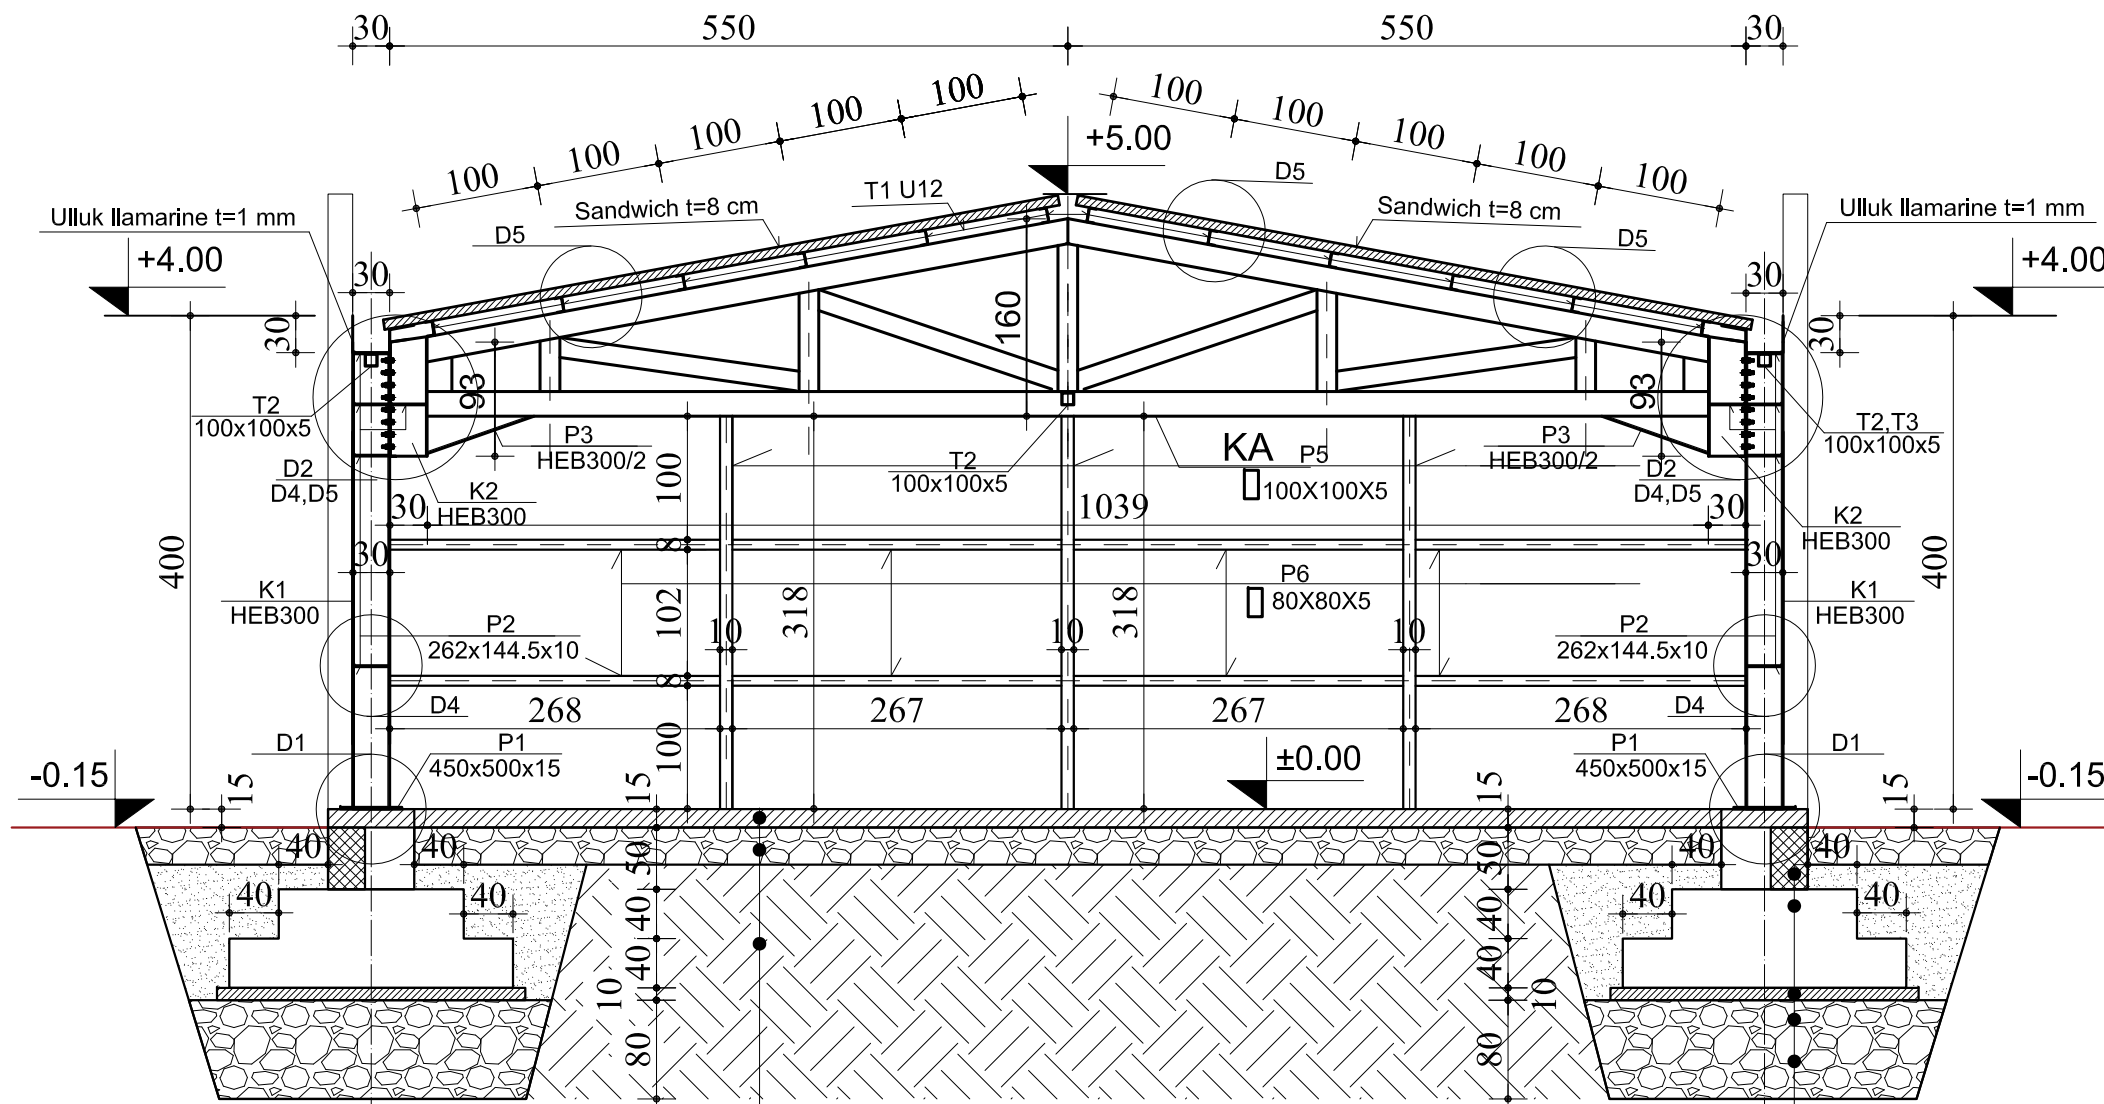 30
550
550
30
100
100
100
100
100
100
100
100
100
100
+5.00
D5
T1 U12
Sandwich t=8 cm
Sandwich t=8 cm
Ulluk llamarine t=1 mm
Ulluk llamarine t=1 mm
D5
D5
+4.00
+4.00
30
30
30
30
160
93
93
T2
100x100x5
T2,T3
100x100x5
P3
HEB300/2
P3
HEB300/2
T2
100x100x5
KA
P5
100X100X5
D2
D4,D5
D2
D4,D5
K2
HEB300
K2
HEB300
100
30
1039
30
8
30
30
400
400
K1
HEB300
K1
HEB300
P6
80X80X5
102
318
318
P2
262x144.5x10
P2
262x144.5x10
10
10
10
8
268
267
267
268
D4
D4
100
D1
P1
450x500x15
P1
450x500x15
D1
±0.00
-0.15
-0.15
15
15
15
15
40
40
40
40
50
50
40
40
40
40
40
40
40
40
10
10
80
80